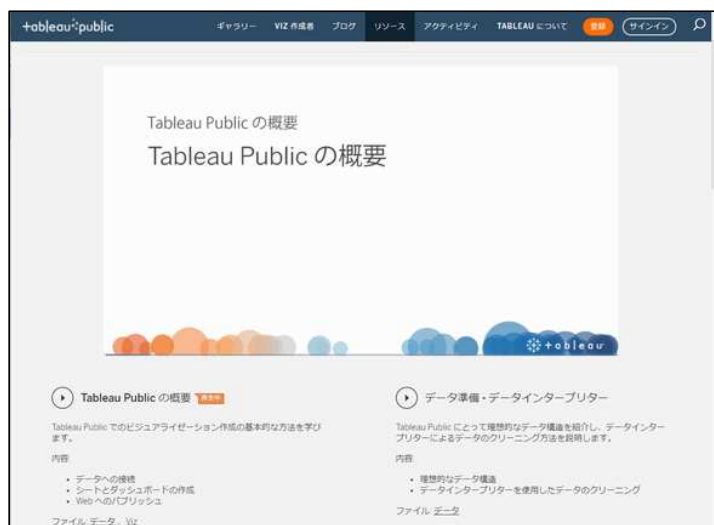 +ableau public
ギャラリー VIZ 作成者 ブログ リソース アクティビティ TABLEAU について 登録 サインイン
Tableau Public の概要
Tableau Public の概要
+ableau
Tableau Public の概要 再生中
Tableau Public でのビジュアライゼーション作成の基本的な方法を学び
ます。
内容
• データへの接続
• シートとダッシュボードの作成
• Web へのパブリッシュ
ファイル データ 、Viz
データ準備・データインタープリター
Tableau Public にとって理想的なデータ構造を紹介し、データインター
プリターによるデータのクリーニング方法を説明します。
内容
• 理想的なデータ構造
• データインタープリターを使用したデータのクリーニング
ファイル データ